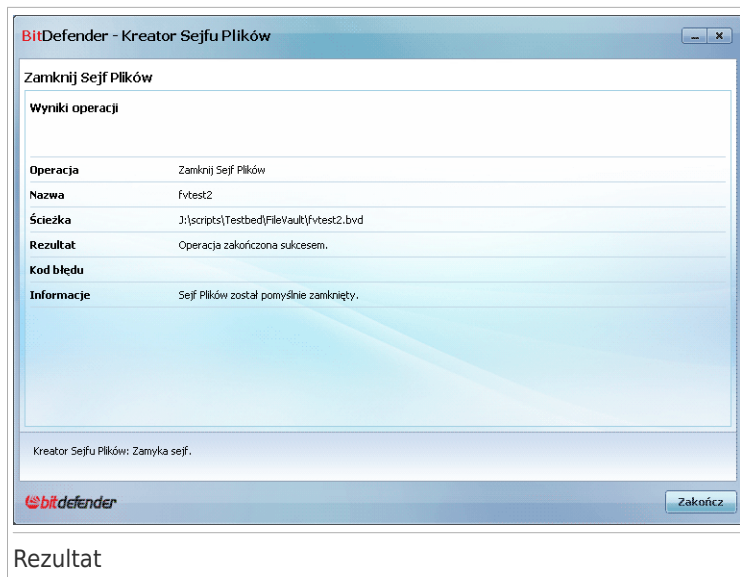 BitDefender - Kreator Sejfu Plików
Zamknij Sejf Plików
Wyniki operacji
Operacja Zamknij Sejf Plików
Nazwa fvtest2
Ścieżka J:\scripts\Testbed\FileVault\fvtest2.bvd
Rezultat Operacja zakończona sukcesem.
Kod błędu
Informacje Sejf Plików został pomyślnie zamknięty.
Kreator Sejfu Plików: Zamyka sejf.
bitdefender
Zakończ
Rezultat